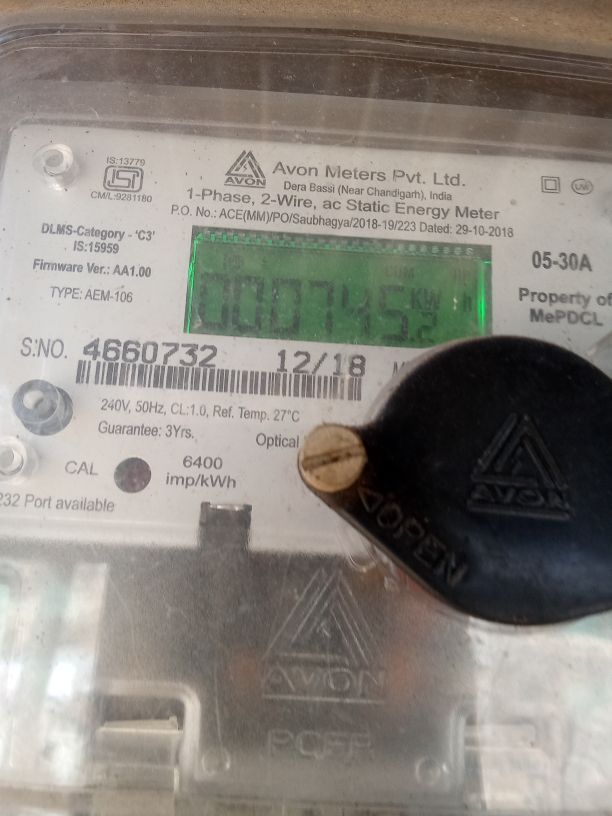 IS:13779
ISI
CM/L:9281180
AVON
Avon Meters Pvt. Ltd.
Dera Bassi (Near Chandigarh), India
1-Phase, 2-Wire, ac Static Energy Meter
P.O. No.: ACE(MM)/PO/Saubhagya/2018-19/223 Dated: 29-10-2018
DLMS-Category - 'C3'
IS:15959
Firmware Ver.: AA1.00
TYPE: AEM-106
CUM
000745.2 KW h
05-30A
Property of
MePDCL
S.NO. 4660732 12/18
240V, 50Hz, CL:1.0, Ref. Temp. 27°C
Guarantee: 3Yrs.
Optical
CAL
6400
imp/kWh
232 Port available
AVON
OPEN
AVON